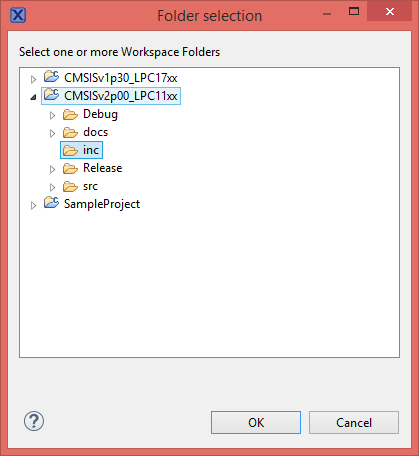 Folder selection
Select one or more Workspace Folders
CMSISv1p30_LPC17xx
CMSISv2p00_LPC11xx
Debug
docs
inc
Release
src
SampleProject
?
OK Cancel